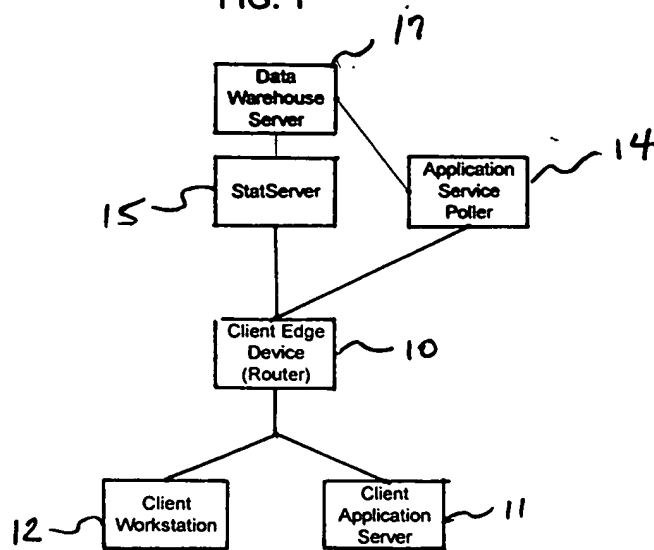 FIG. 1
17
Data
Warehouse
Server
StatServer
15
Application
Service
Poller
14
Client Edge
Device
(Router)
10
Client
Workstation
12
Client
Application
Server
11